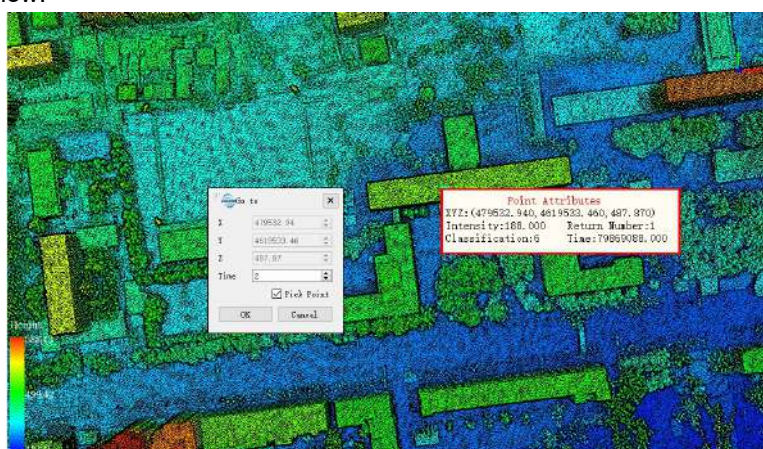 Go to
X 479532.94
Y 4619533.46
Z 487.87
Time 2
Pick Point
OK Cancel
Point Attributes
XYZ:(479532.940,4619533.460,487.870)
Intensity:188.000 Return Number:1
Classification:6 Time:79869088.000